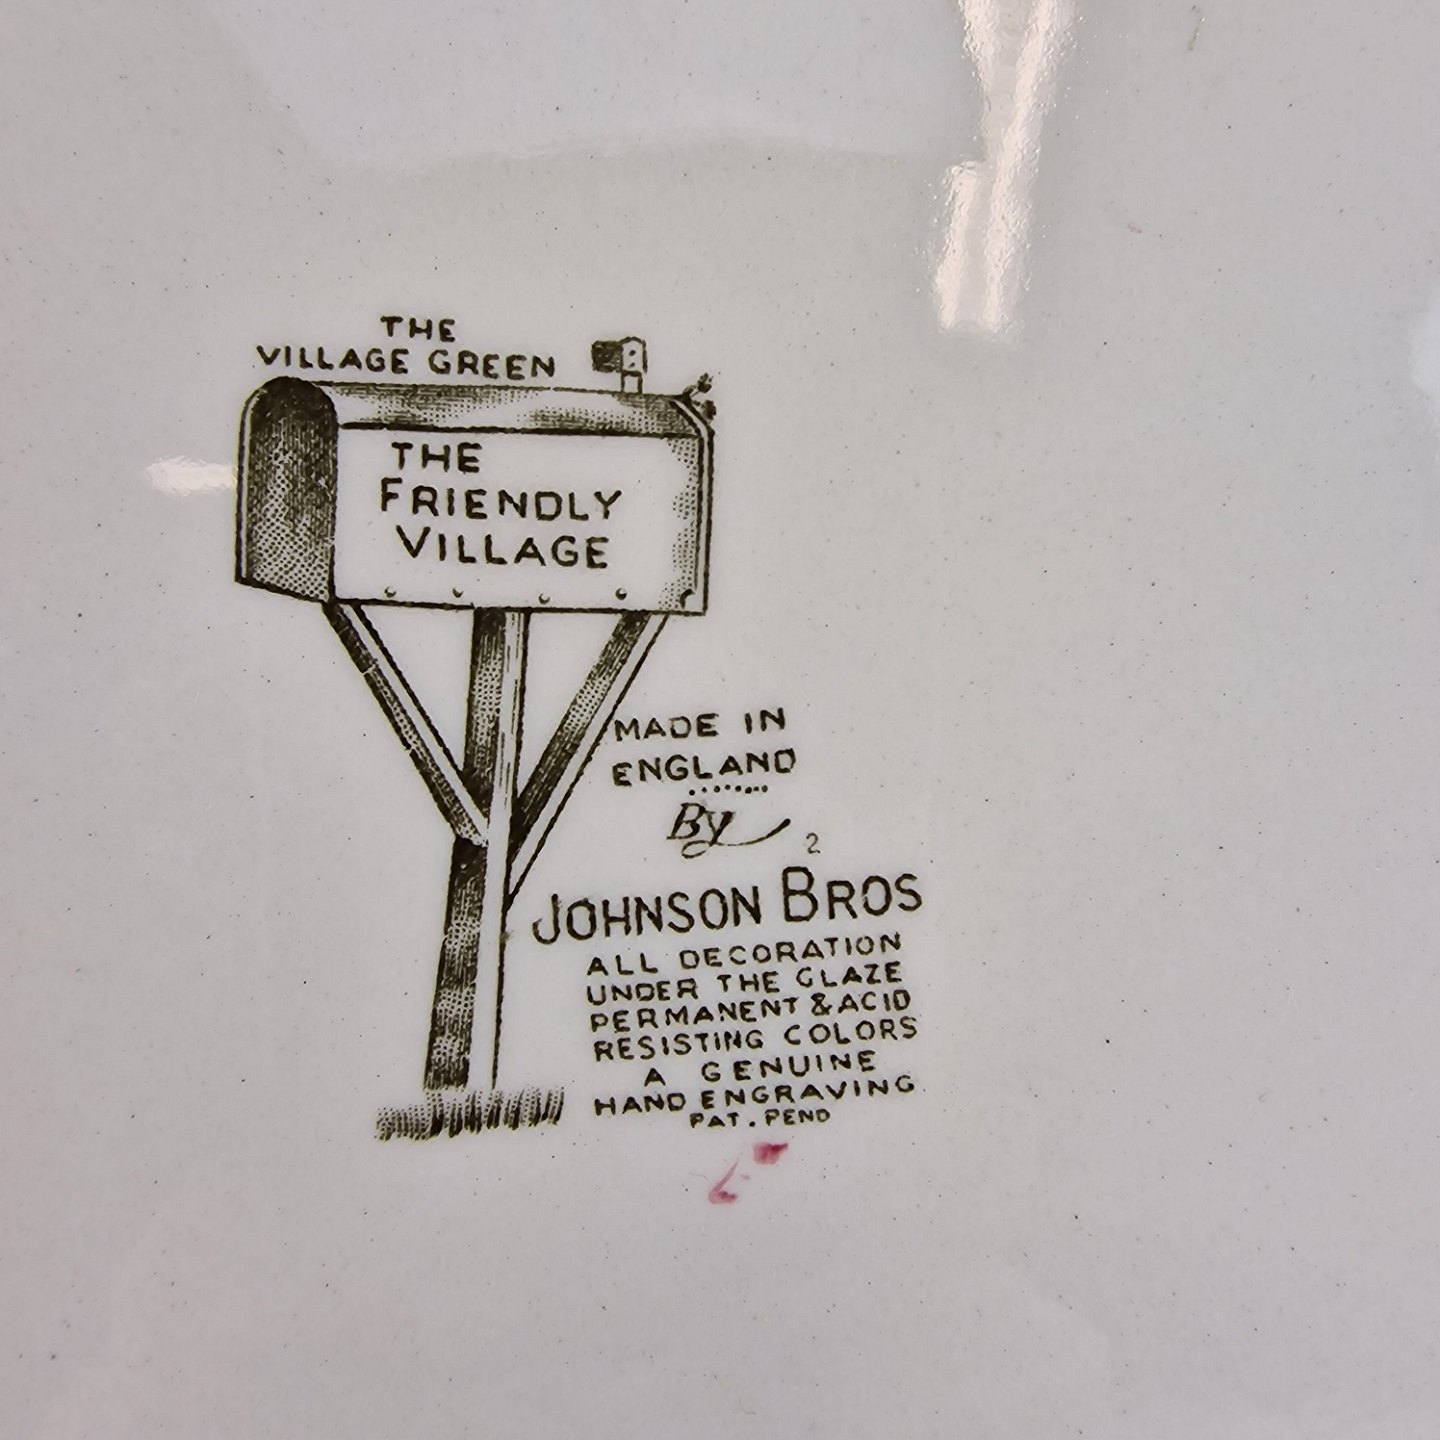 THE
VILLAGE GREEN
THE
FRIENDLY
VILLAGE
MADE IN
ENGLAND
By
2
JOHNSON BROS
ALL DECORATION
UNDER THE GLAZE
PERMANENT & ACID
RESISTING COLORS
A GENUINE
HAND ENGRAVING
PAT. PEND